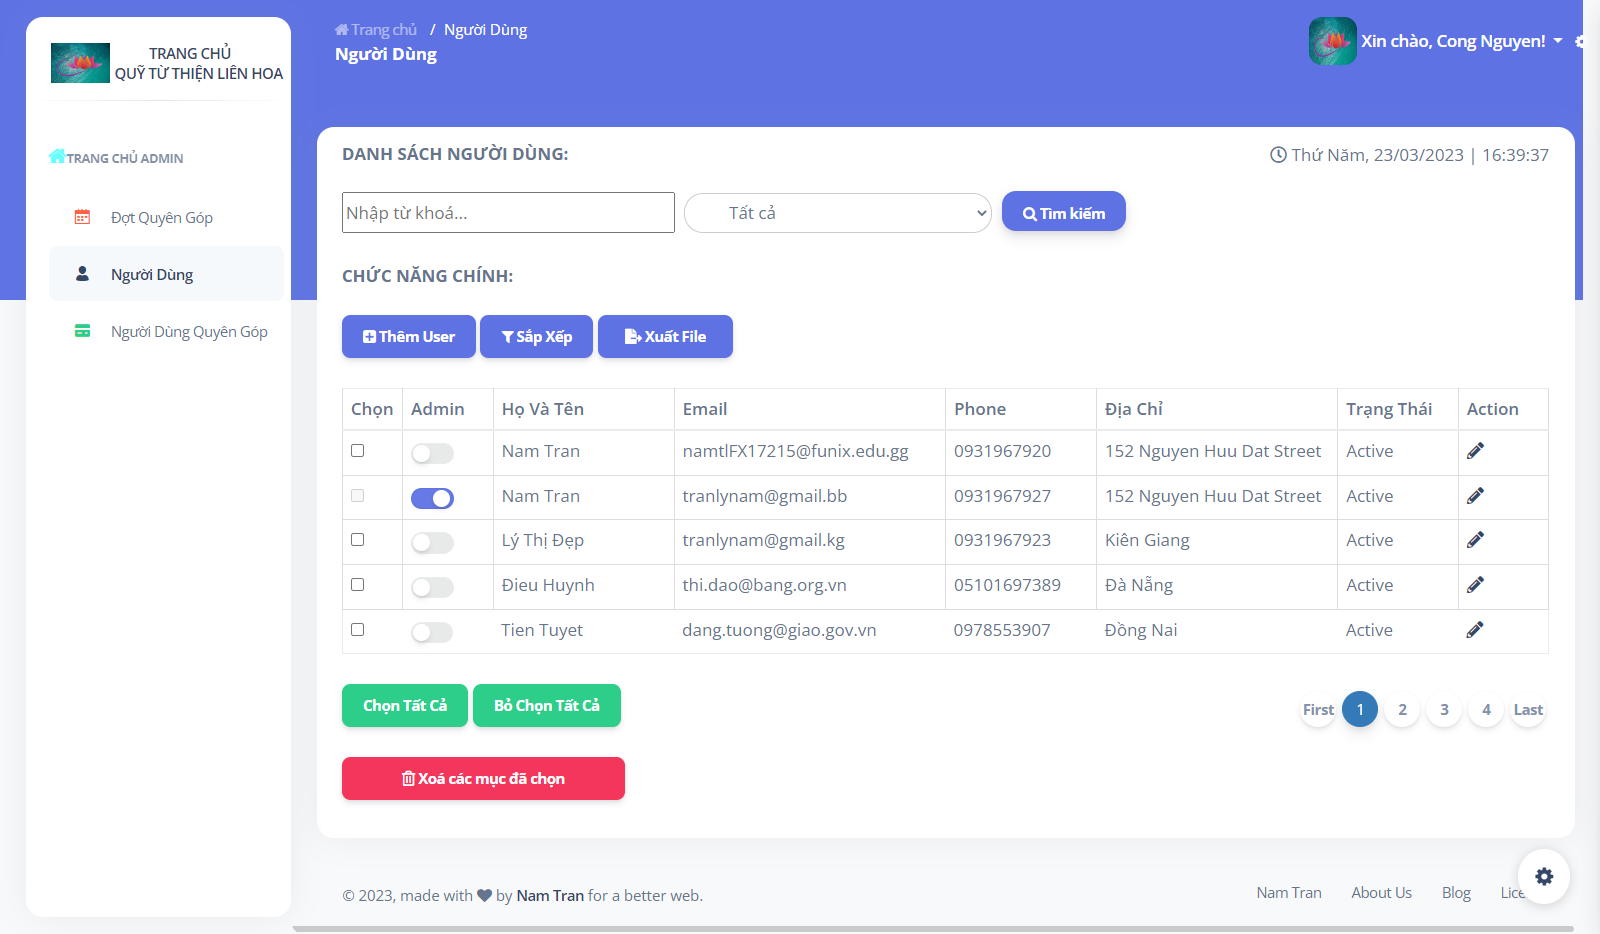 TRANG CHỦ
QUỸ TỪ THIỆN LIÊN HOA
TRANG CHỦ ADMIN
Đợt Quyên Góp
Người Dùng
Người Dùng Quyên Góp
Trang chủ / Người Dùng
Người Dùng
Xin chào, Cong Nguyen!
DANH SÁCH NGƯỜI DÙNG:
Thứ Năm, 23/03/2023 | 16:39:37
Nhập từ khoá...
Tất cả
Tìm kiếm
CHỨC NĂNG CHÍNH:
Thêm User
Sắp Xếp
Xuất File
Chọn Admin Họ Và Tên Email Phone Địa Chỉ Trạng Thái Action
Nam Tran namtlFX17215@funix.edu.gg 0931967920 152 Nguyen Huu Dat Street Active
Nam Tran tranlynam@gmail.bb 0931967927 152 Nguyen Huu Dat Street Active
Lý Thị Đẹp tranlynam@gmail.kg 0931967923 Kiên Giang Active
Đieu Huynh thi.dao@bang.org.vn 05101697389 Đà Nẵng Active
Tien Tuyet dang.tuong@giao.gov.vn 0978553907 Đồng Nai Active
Chọn Tất Cả
Bỏ Chọn Tất Cả
First 1 2 3 4 Last
Xoá các mục đã chọn
© 2023, made with by Nam Tran for a better web.
Nam Tran About Us Blog